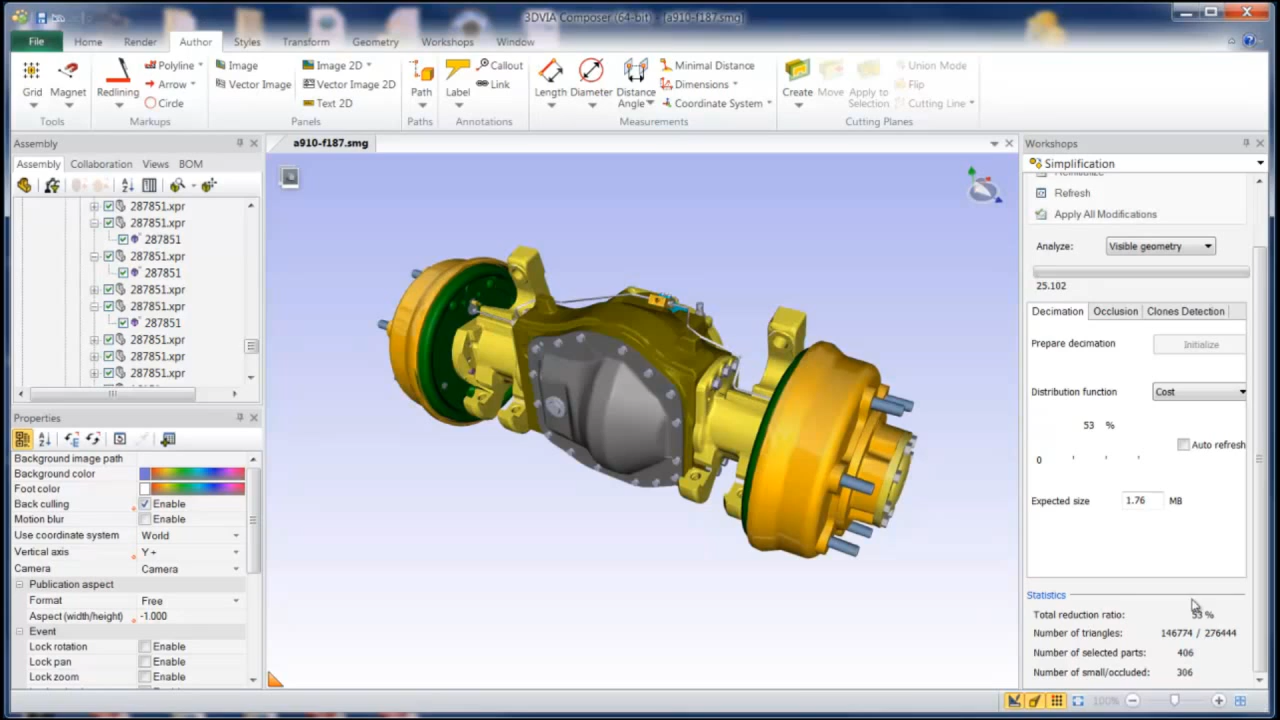 3DVIA Composer (64-bit) - [a910-f187.smg]
File Home Render Author Styles Transform Geometry Workshops Window
Grid Magnet Redlining Polyline Arrow Circle
Image Vector Image
Image 2D Vector Image 2D Text 2D
Path Label Callout Link
Length Diameter Distance Angle Minimal Distance Dimensions Coordinate System
Create Move Apply to Selection Union Mode Flip Cutting Line
Tools Markups Panels Paths Annotations Measurements Cutting Planes
Assembly
Assembly Collaboration Views BOM
287851.xpr
287851.xpr
287851
287851.xpr
287851
287851.xpr
287851.xpr
287851
287851.xpr
287851.xpr
287851.xpr
Properties
Background image path
Background color
Foot color
Back culling Enable
Motion blur Enable
Use coordinate system World
Vertical axis Y +
Camera Camera
Publication aspect
Format Free
Aspect (width/height) -1.000
Event
Lock rotation Enable
Lock pan Enable
Lock zoom Enable
a910-f187.smg
Workshops
Simplification
Reinitialize
Refresh
Apply All Modifications
Analyze: Visible geometry
25.102
Decimation Occlusion Clones Detection
Prepare decimation Initialize
Distribution function Cost
53 %
Auto refresh
0
Expected size 1.76 MB
Statistics
Total reduction ratio: 53 %
Number of triangles: 146774 / 276444
Number of selected parts: 406
Number of small/occluded: 306
100%